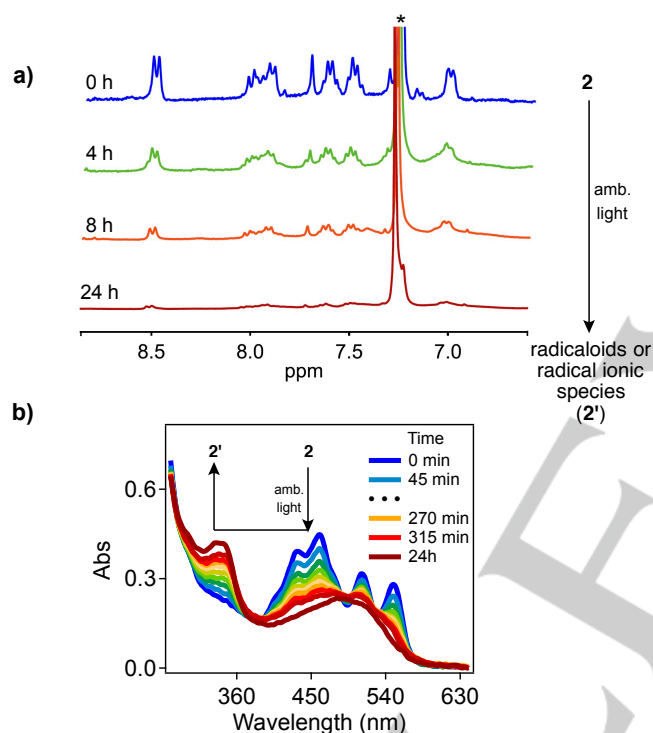 *
a)
0 h
2
4 h
amb.
light
8 h
24 h
8.5 8.0 7.5 7.0
ppm
radicaloids or
radical ionic
species
(2')
b)
2' 2
amb.
light
Time
0 min
45 min
• • •
270 min
315 min
24h
0.6
0.3
0.0
Abs
360 450 540 630
Wavelength (nm)